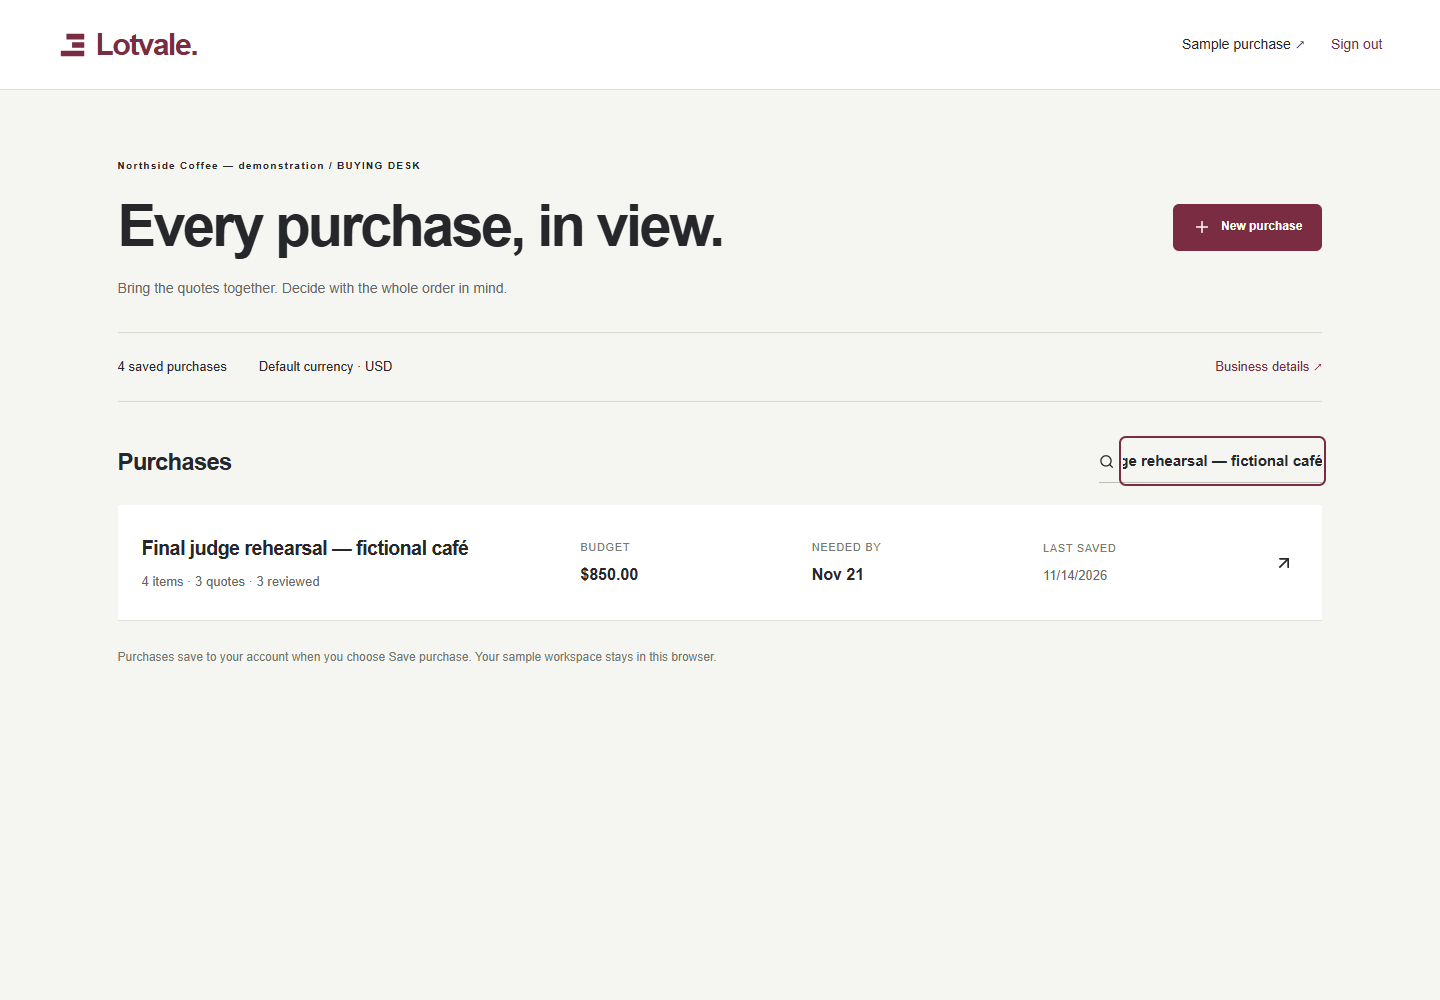 Lotvale.
Sample purchase ↗
Sign out
Northside Coffee — demonstration / BUYING DESK
Every purchase, in view.
New purchase
Bring the quotes together. Decide with the whole order in mind.
4 saved purchases
Default currency · USD
Business details ↗
Purchases
ge rehearsal — fictional café
Final judge rehearsal — fictional café
4 items · 3 quotes · 3 reviewed
BUDGET
$850.00
NEEDED BY
Nov 21
LAST SAVED
11/14/2026
Purchases save to your account when you choose Save purchase. Your sample workspace stays in this browser.